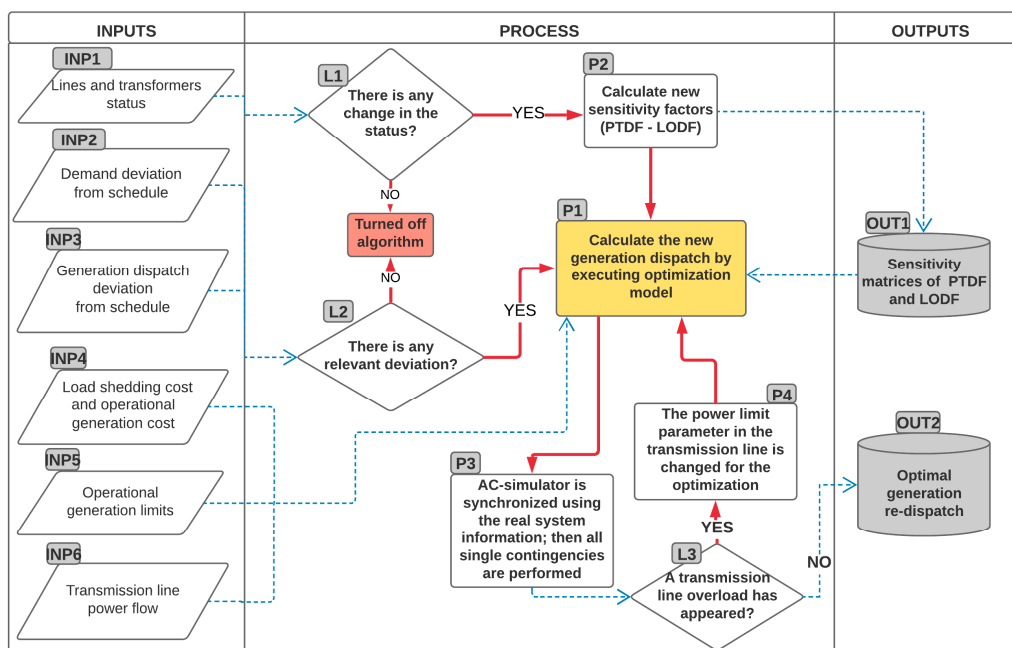 INPUTS
PROCESS
OUTPUTS
INP1
Lines and transformers
status
INP2
Demand deviation
from schedule
INP3
Generation dispatch
deviation
from schedule
INP4
Load shedding cost
and operational
generation cost
INP5
Operational
generation limits
INP6
Transmission line
power flow
L1
There is any
change in the
status?
YES
NO
P2
Calculate new
sensitivity factors
(PTDF - LODF)
Turned off
algorithm
NO
L2
There is any
relevant deviation?
YES
P1
Calculate the new
generation dispatch by
executing optimization
model
P4
The power limit
parameter in the
transmission line is
changed for the
optimization
P3
AC-simulator is
synchronized using
the real system
information; then all
single contingencies
are performed
YES
L3
A transmission
line overload has
appeared?
NO
OUT1
Sensitivity
matrices of PTDF
and LODF
OUT2
Optimal
generation
re-dispatch